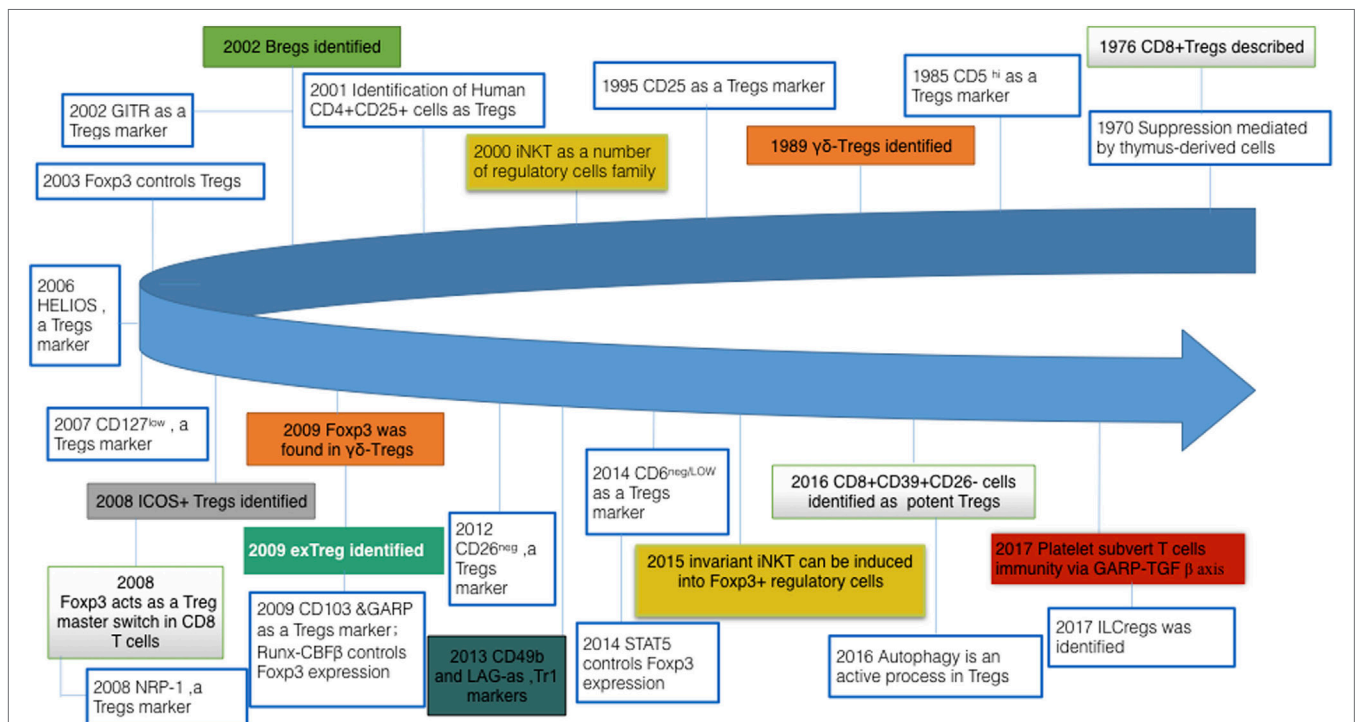 2002 Bregs identified
1976 CD8+Tregs described
1995 CD25 as a Tregs marker
1985 CD5 hi as a
Tregs marker
2001 Identification of Human
CD4+CD25+ cells as Tregs
2002 GITR as a
Tregs marker
1970 Suppression mediated
by thymus-derived cells
2000 iNKT as a number
of regulatory cells family
1989 γδ-Tregs identified
2003 Foxp3 controls Tregs
2006
HELIOS ,
a Tregs
marker
2007 CD127low , a
Tregs marker
2009 Foxp3 was
found in γδ-Tregs
2014 CD6neg/LOW
as a Tregs
marker
2016 CD8+CD39+CD26- cells
identified as potent Tregs
2008 ICOS+ Tregs identified
2012
CD26neg ,a
Tregs
marker
2009 exTreg identified
2015 invariant iNKT can be induced
into Foxp3+ regulatory cells
2017 Platelet subvert T cells
immunity via GARP-TGF β axis
2008
Foxp3 acts as a Treg
master switch in CD8
T cells
2009 CD103 &GARP
as a Tregs marker;
Runx-CBFβ controls
Foxp3 expression
2013 CD49b
and LAG-as ,Tr1
markers
2014 STAT5
controls Foxp3
expression
2016 Autophagy is an
active process in Tregs
2017 ILCregs was
identified
2008 NRP-1 ,a
Tregs marker